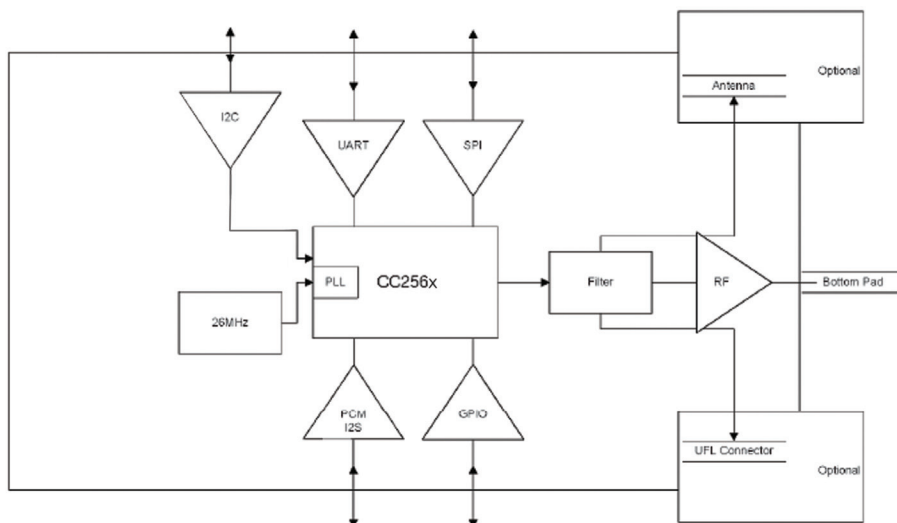 Optional
Antenna
I2C
UART
SPI
CC256x
PLL
Filter
RF
Bottom Pad
26MHz
PCM
I2S
GPIO
UFL Connector
Optional